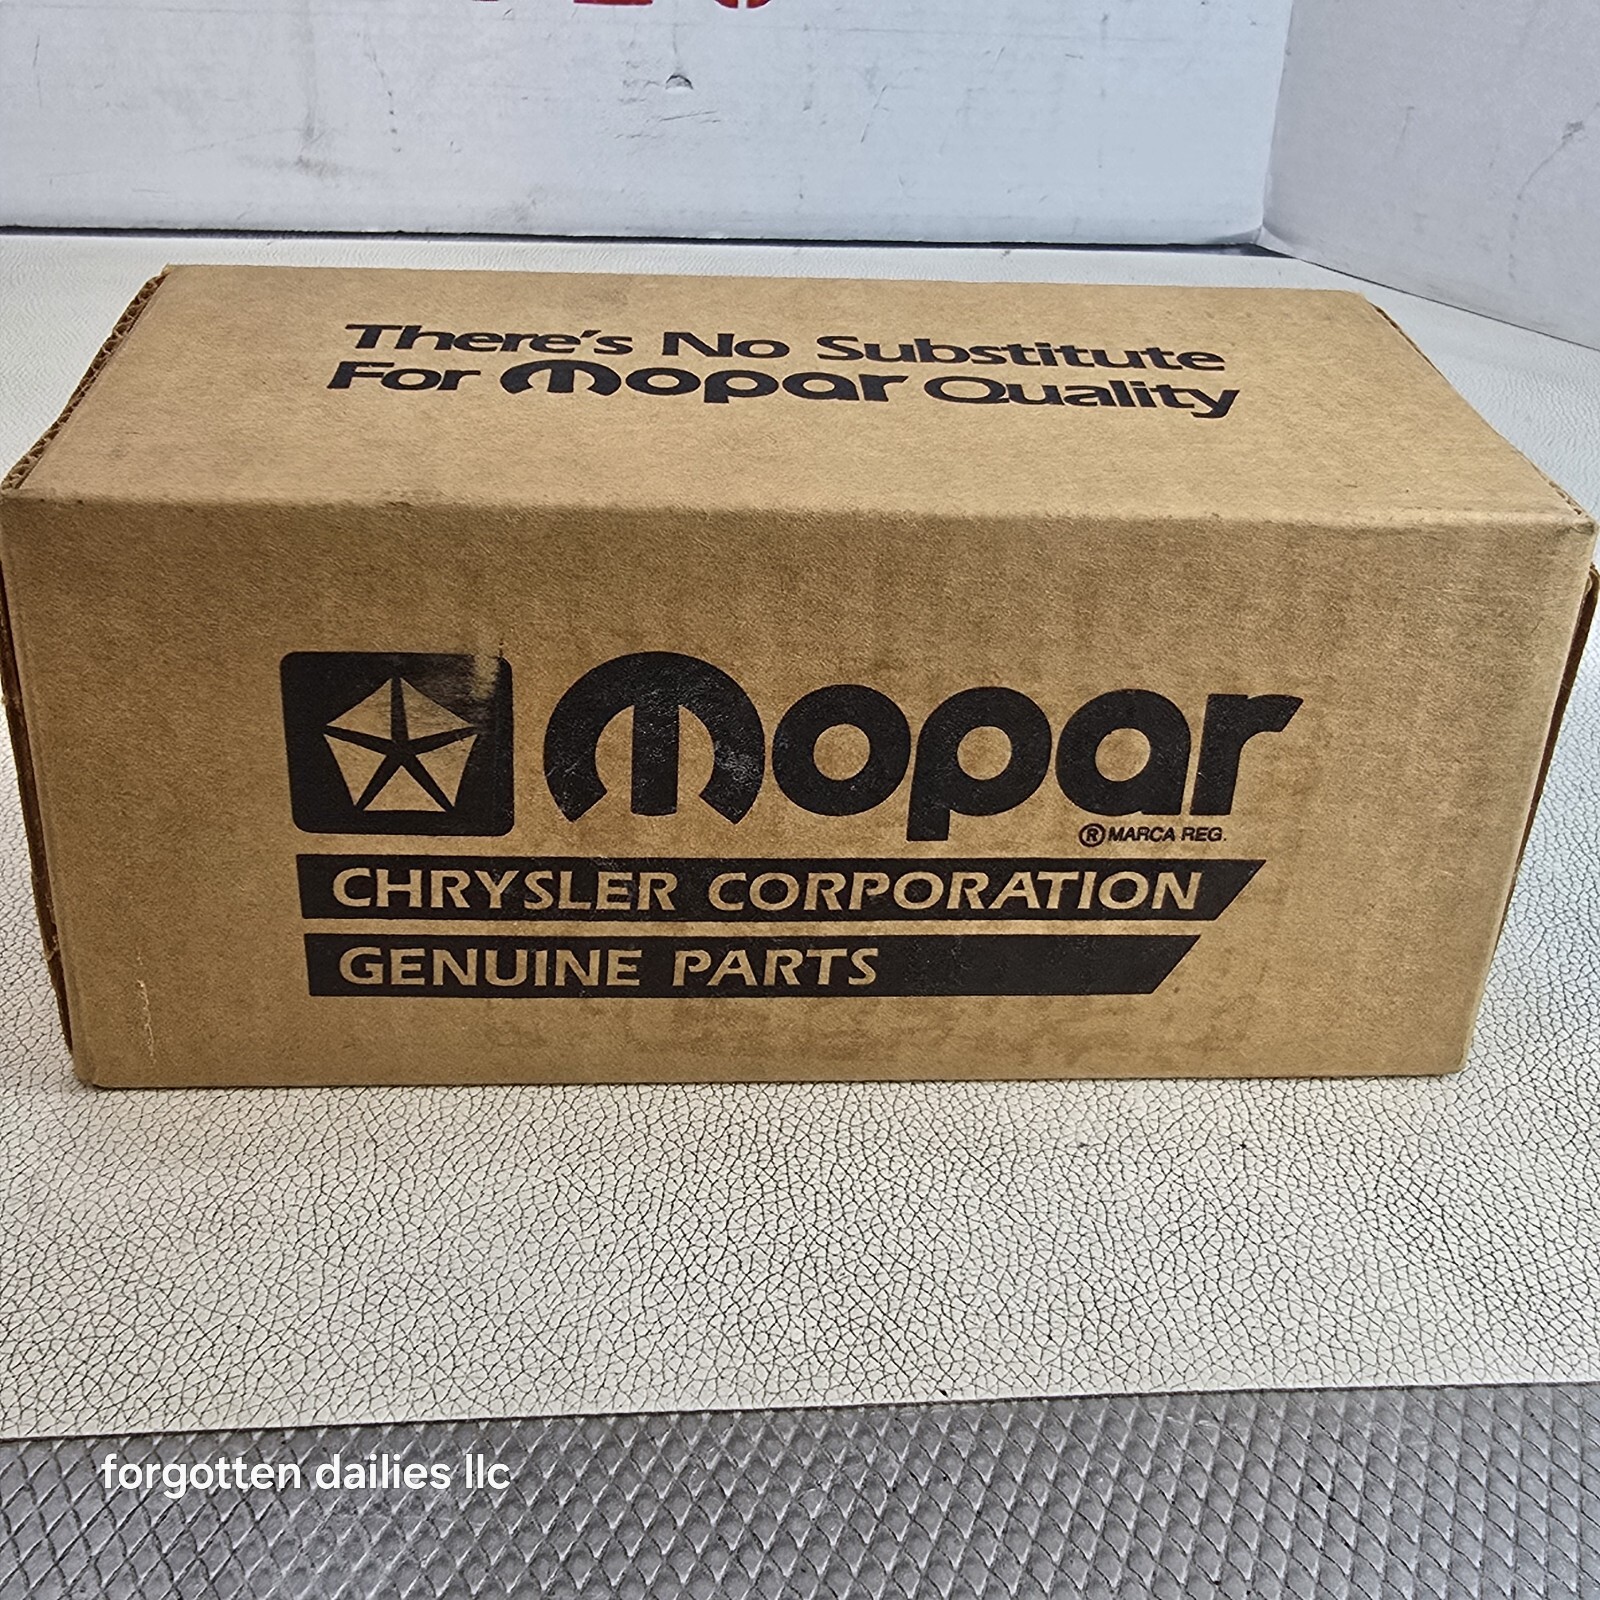 There's No Substitute
For Mopar Quality
Mopar
® MARCA REG.
CHRYSLER CORPORATION
GENUINE PARTS
forgotten dailies llc